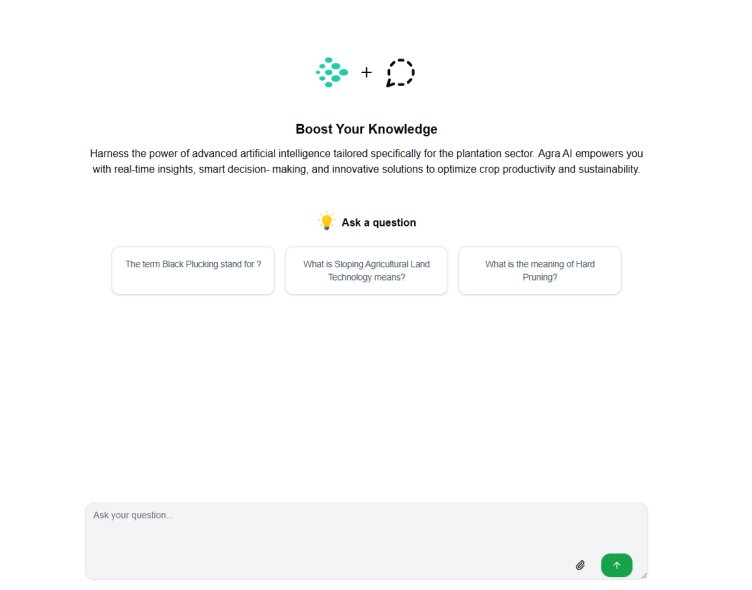 +
Boost Your Knowledge
Harness the power of advanced artificial intelligence tailored specifically for the plantation sector. Agra AI empowers you
with real-time insights, smart decision- making, and innovative solutions to optimize crop productivity and sustainability.
Ask a question
The term Black Plucking stand for ?
What is Sloping Agricultural Land
Technology means?
What is the meaning of Hard
Pruning?
Ask your question...